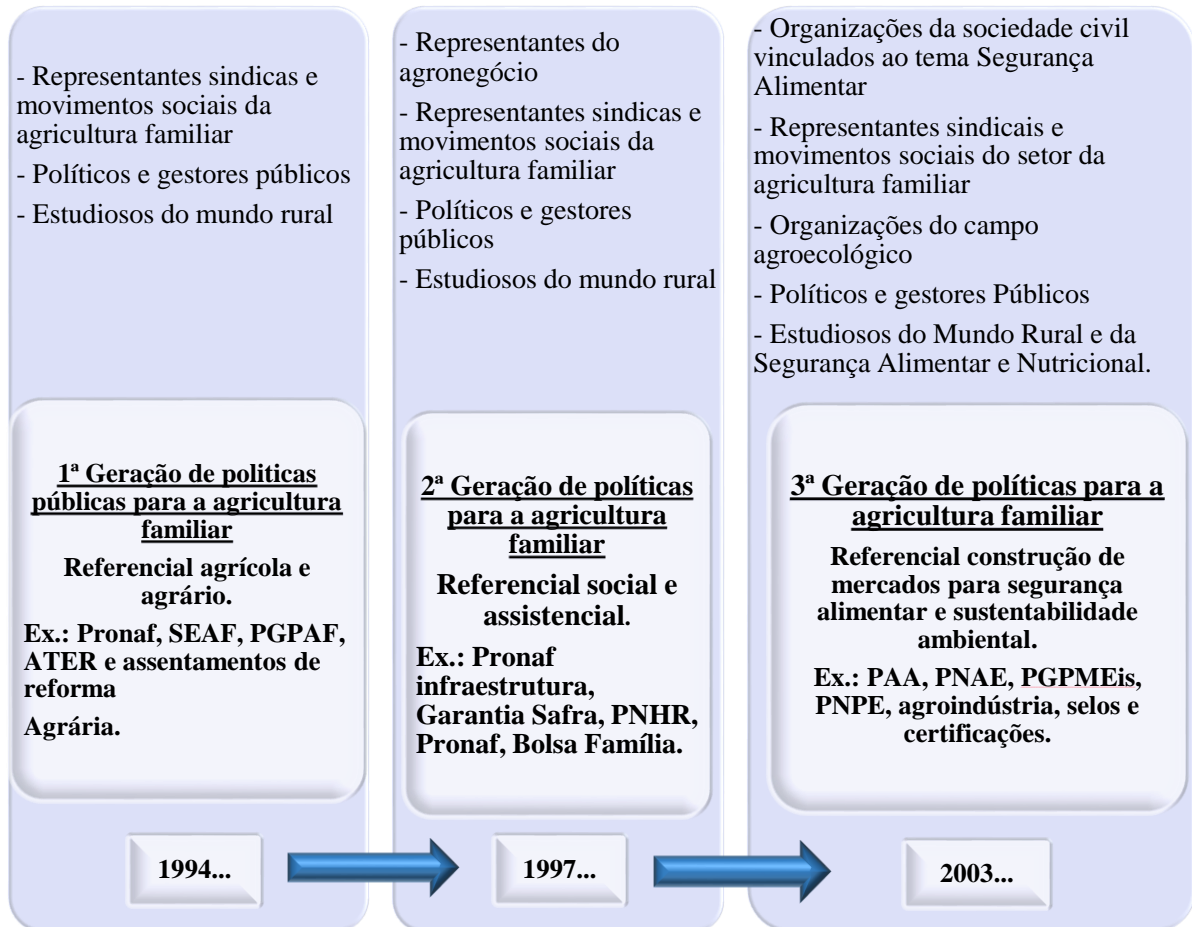 - Representantes sindicas e
movimentos sociais da
agricultura familiar
- Políticos e gestores públicos
- Estudiosos do mundo rural
1ª Geração de politicas
públicas para a agricultura
familiar
Referencial agrícola e
agrário.
Ex.: Pronaf, SEAF, PGPAF,
ATER e assentamentos de
reforma
Agrária.
1994...
- Representantes do
agronegócio
- Representantes sindicas e
movimentos sociais da
agricultura familiar
- Políticos e gestores
públicos
- Estudiosos do mundo rural
2ª Geração de políticas
para a agricultura
familiar
Referencial social e
assistencial.
Ex.: Pronaf
infraestrutura,
Garantia Safra, PNHR,
Pronaf, Bolsa Família.
1997...
- Organizações da sociedade civil
vinculados ao tema Segurança
Alimentar
- Representantes sindicais e
movimentos sociais do setor da
agricultura familiar
- Organizações do campo
agroecológico
- Políticos e gestores Públicos
- Estudiosos do Mundo Rural e da
Segurança Alimentar e Nutricional.
3ª Geração de políticas para a
agricultura familiar
Referencial construção de
mercados para segurança
alimentar e sustentabilidade
ambiental.
Ex.: PAA, PNAE, PGPMEis,
PNPE, agroindústria, selos e
certificações.
2003...